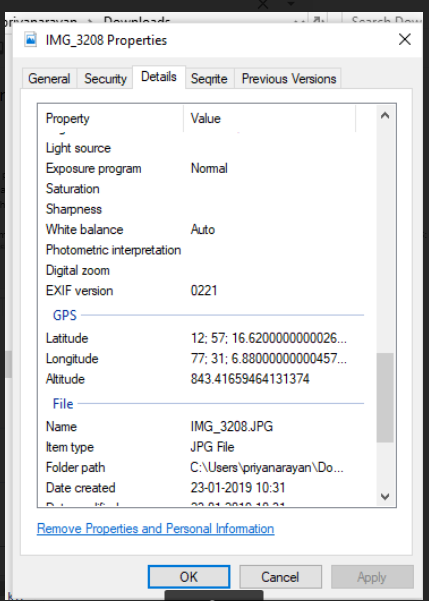 Downloads
Search Dow
IMG_3208 Properties
General Security Details Seqrite Previous Versions
Property Value
Light source
Exposure program Normal
Saturation
Sharpness
White balance Auto
Photometric interpretation
Digital zoom
EXIF version 0221
GPS
Latitude 12; 57; 16.6200000000026...
Longitude 77; 31; 6.88000000000457...
Altitude 843.41659464131374
File
Name IMG_3208.JPG
Item type JPG File
Folder path C:\Users\priyanarayan\Do...
Date created 23-01-2019 10:31
Remove Properties and Personal Information
OK Cancel Apply